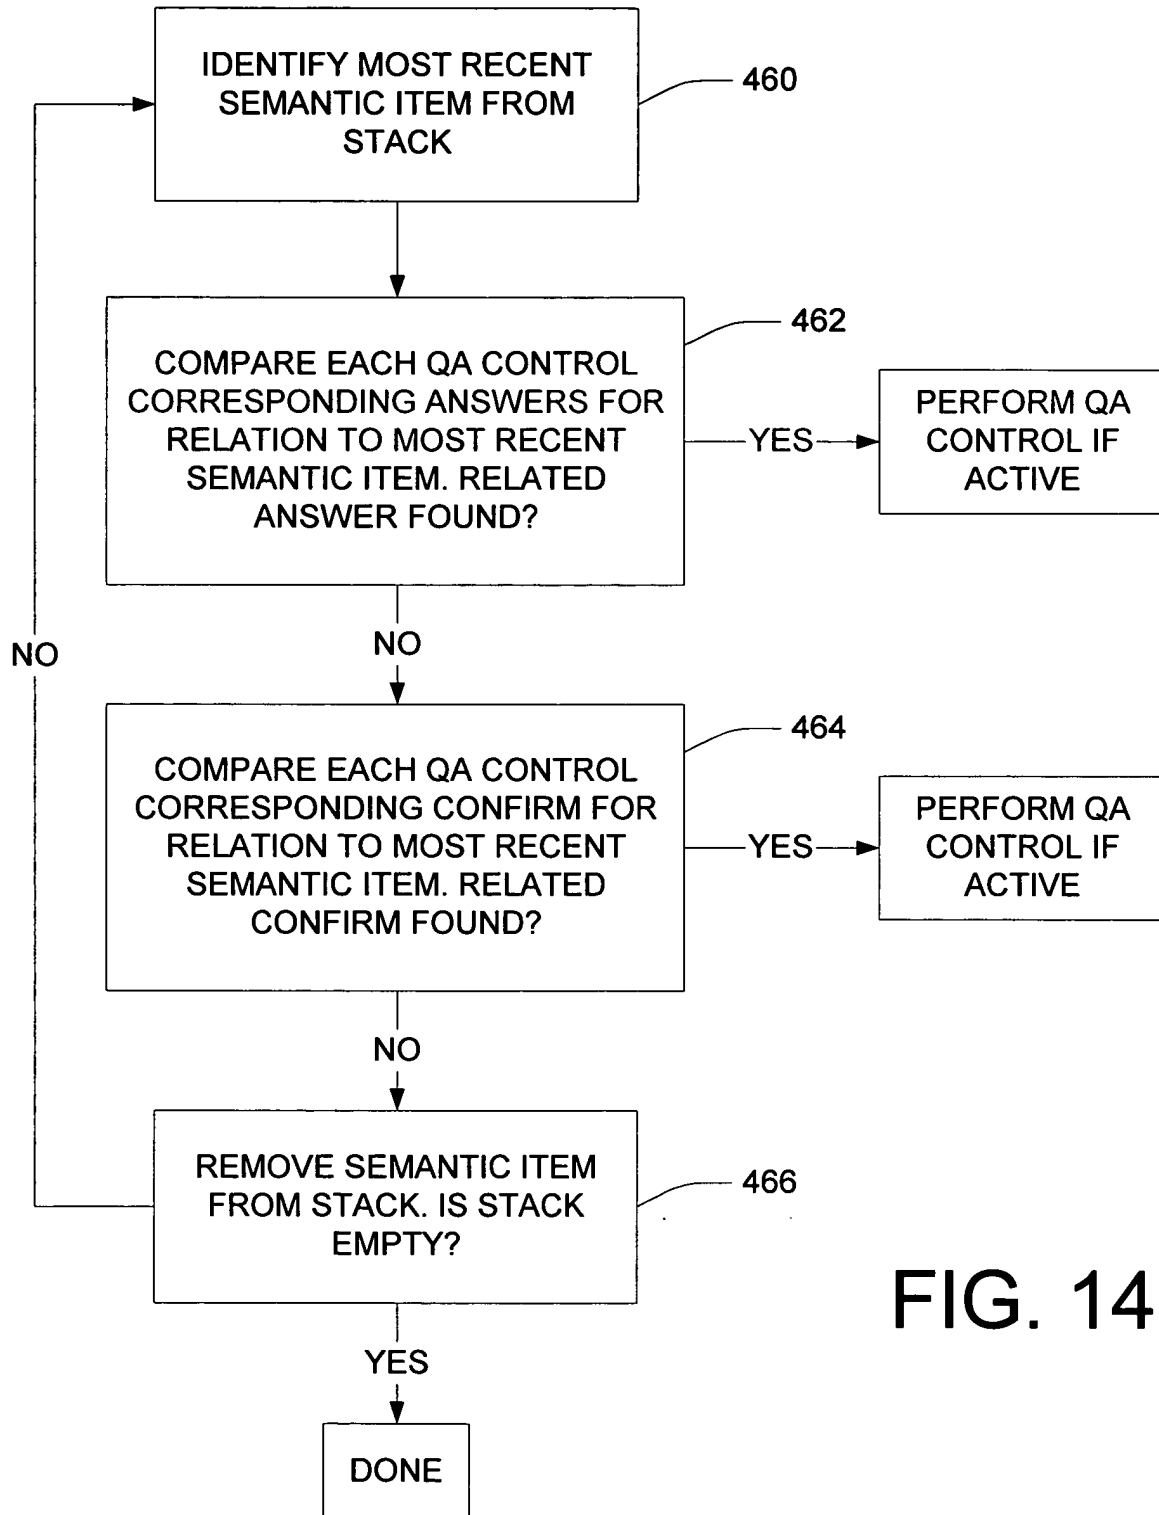 IDENTIFY MOST RECENT
SEMANTIC ITEM FROM
STACK
460
COMPARE EACH QA CONTROL
CORRESPONDING ANSWERS FOR
RELATION TO MOST RECENT
SEMANTIC ITEM. RELATED
ANSWER FOUND?
462
YES
PERFORM QA
CONTROL IF
ACTIVE
NO
NO
COMPARE EACH QA CONTROL
CORRESPONDING CONFIRM FOR
RELATION TO MOST RECENT
SEMANTIC ITEM. RELATED
CONFIRM FOUND?
464
YES
PERFORM QA
CONTROL IF
ACTIVE
NO
REMOVE SEMANTIC ITEM
FROM STACK. IS STACK
EMPTY?
466
YES
DONE
FIG. 14